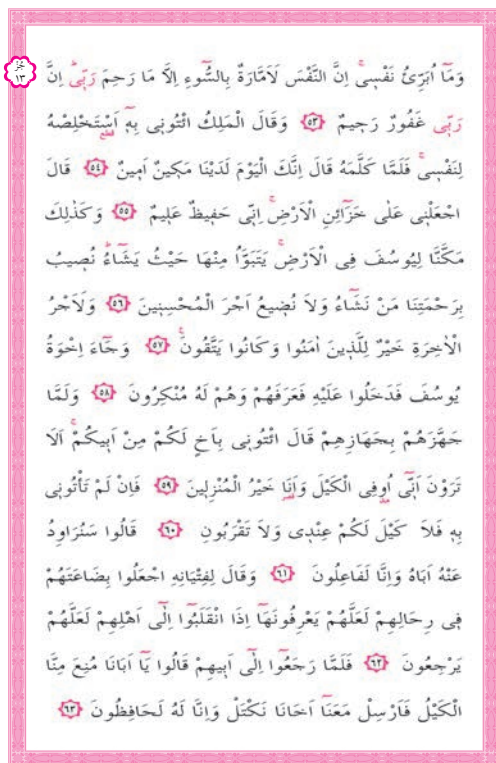 جُزْ
١٣
وَمَٓا اُبَرِّئُ نَفْسٖىۚ اِنَّ النَّفْسَ لَاَمَّارَةٌ بِالسُّٓوءِ اِلَّا مَا رَحِمَ رَبّٖىۜ اِنَّ
رَبّٖى غَفُورٌ رَحٖيمٌ ﴿٥٣﴾ وَقَالَ الْمَلِكُ ائْتُونٖى بِهٖٓ اَسْتَخْلِصْهُ
لِنَفْسٖىۚ فَلَمَّا كَلَّمَهُ قَالَ اِنَّكَ الْيَوْمَ لَدَيْنَا مَكٖينٌ اَمٖينٌ ﴿٥٤﴾ قَالَ
اجْعَلْنٖى عَلٰى خَزَٓائِنِ الْاَرْضِۚ اِنّٖى حَفٖيظٌ عَلٖيمٌ ﴿٥٥﴾ وَكَذٰلِكَ
مَكَّنَّا لِيُوسُفَ فِى الْاَرْضِۚ يَتَبَوَّاُ مِنْهَا حَيْثُ يَشَٓاءُۜ نُصٖيبُ
بِرَحْمَتِنَا مَنْ نَشَٓاءُ وَلَا نُضٖيعُ اَجْرَ الْمُحْسِنٖينَ ﴿٥٦﴾ وَلَاَجْرُ
الْاٰخِرَةِ خَيْرٌ لِلَّذٖينَ اٰمَنُوا وَكَانُوا يَتَّقُونَۚ ﴿٥٧﴾ وَجَٓاءَ اِخْوَةُ
يُوسُفَ فَدَخَلُوا عَلَيْهِ فَعَرَفَهُمْ وَهُمْ لَهُ مُنْكِرُونَ ﴿٥٨﴾ وَلَمَّا
جَهَّزَهُمْ بِجَهَازِهِمْ قَالَ ائْتُونٖى بِاَخٍ لَكُمْ مِنْ اَبٖيكُمْۚ اَلَا
تَرَوْنَ اَنّٖٓى اُوفِى الْكَيْلَ وَاَنَا۬ خَيْرُ الْمُنْزِلٖينَ ﴿٥٩﴾ فَاِنْ لَمْ تَأْتُونٖى
بِهٖ فَلَا كَيْلَ لَكُمْ عِنْدٖى وَلَا تَقْرَبُونِ ﴿٦٠﴾ قَالُوا سَنُرَاوِدُ
عَنْهُ اَبَاهُ وَاِنَّا لَفَاعِلُونَ ﴿٦١﴾ وَقَالَ لِفِتْيَانِهِ اجْعَلُوا بِضَاعَتَهُمْ
فٖى رِحَالِهِمْ لَعَلَّهُمْ يَعْرِفُونَهَٓا اِذَا انْقَلَبُٓوا اِلٰٓى اَهْلِهِمْ لَعَلَّهُمْ
يَرْجِعُونَ ﴿٦٢﴾ فَلَمَّا رَجَعُٓوا اِلٰٓى اَبٖيهِمْ قَالُوا يَٓا اَبَانَا مُنِعَ مِنَّا
الْكَيْلُ فَاَرْسِلْ مَعَنَٓا اَخَانَا نَكْتَلْ وَاِنَّا لَهُ لَحَافِظُونَ ﴿٦٣﴾